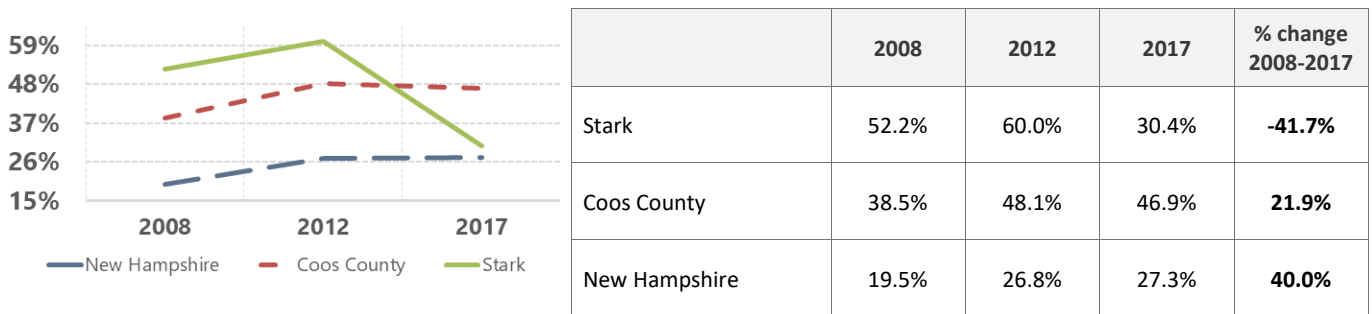 59%
48%
37%
26%
15%
2008 2012 2017
New Hampshire Coos County Stark
2008 2012 2017 % change
2008-2017
Stark 52.2% 60.0% 30.4% -41.7%
Coos County 38.5% 48.1% 46.9% 21.9%
New Hampshire 19.5% 26.8% 27.3% 40.0%